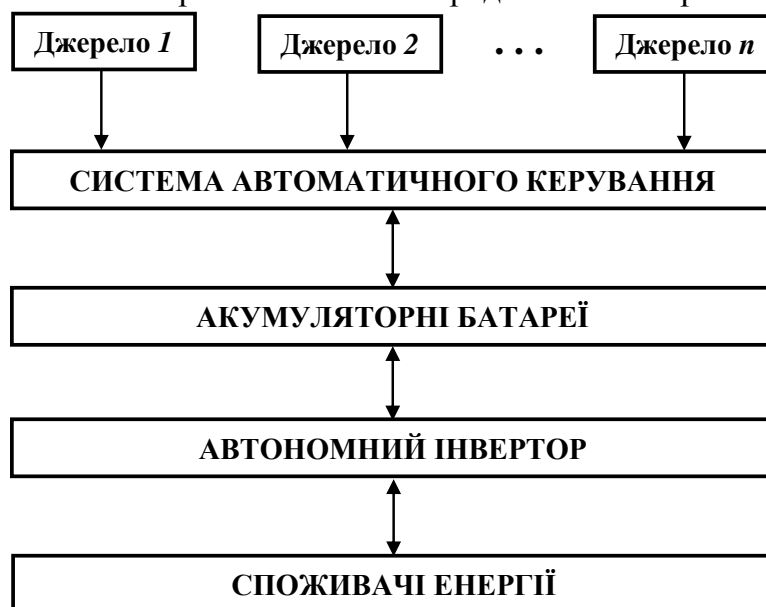 Джерело 1 Джерело 2 . . . Джерело n
СИСТЕМА АВТОМАТИЧНОГО КЕРУВАННЯ
АКУМУЛЯТОРНІ БАТАРЕЇ
АВТОНОМНИЙ ІНВЕРТОР
СПОЖИВАЧІ ЕНЕРГІЇ